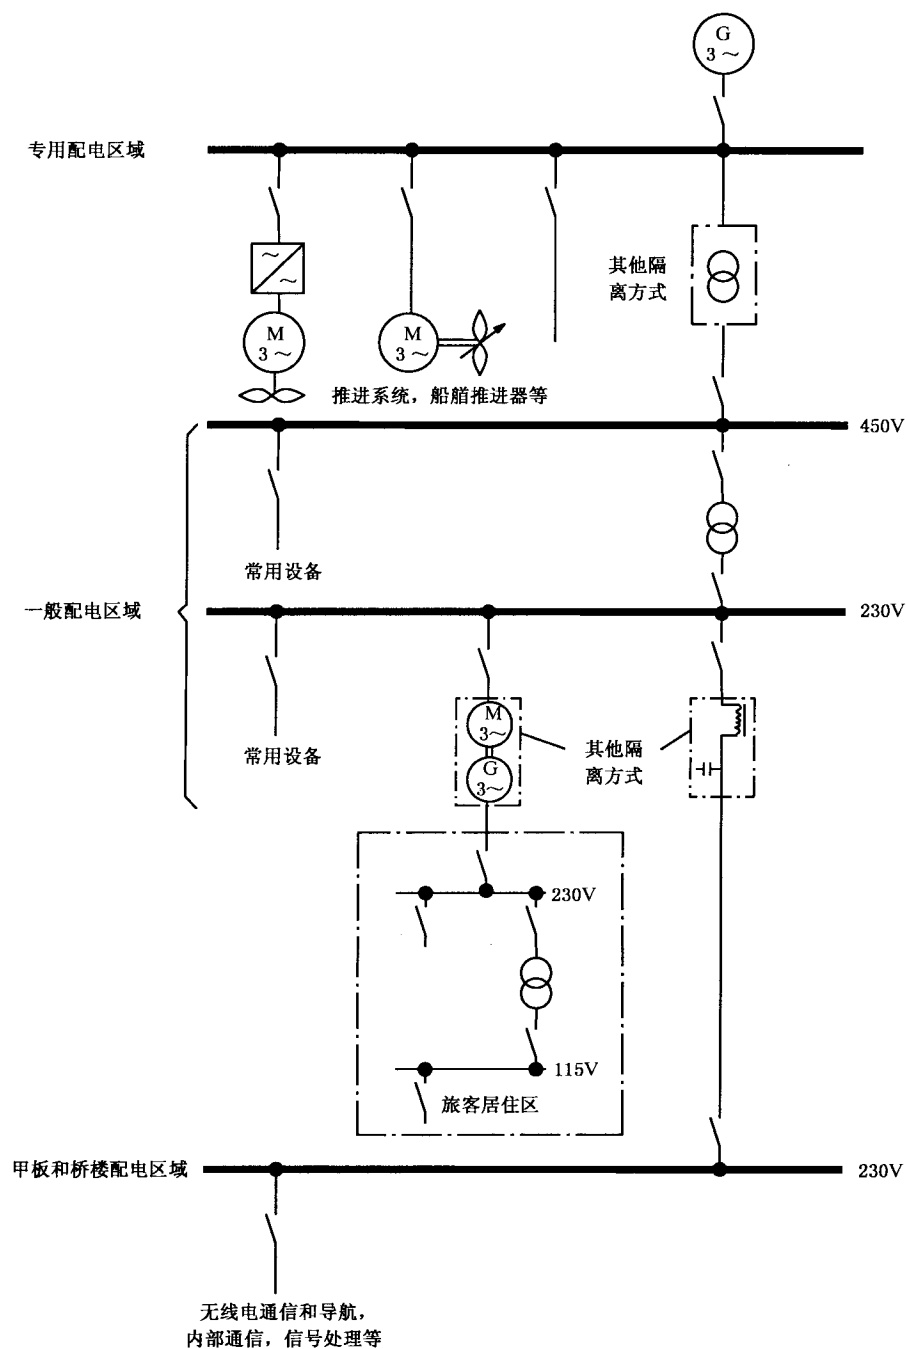 G
3～
专用配电区域
其他隔
离方式
M
3～
M
3～
推进系统，船艏推进器等
450V
常用设备
一般配电区域
230V
常用设备
M
3～
G
3～
其他隔
离方式
230V
115V
旅客居住区
甲板和桥楼配电区域
230V
无线电通信和导航，
内部通信，信号处理等